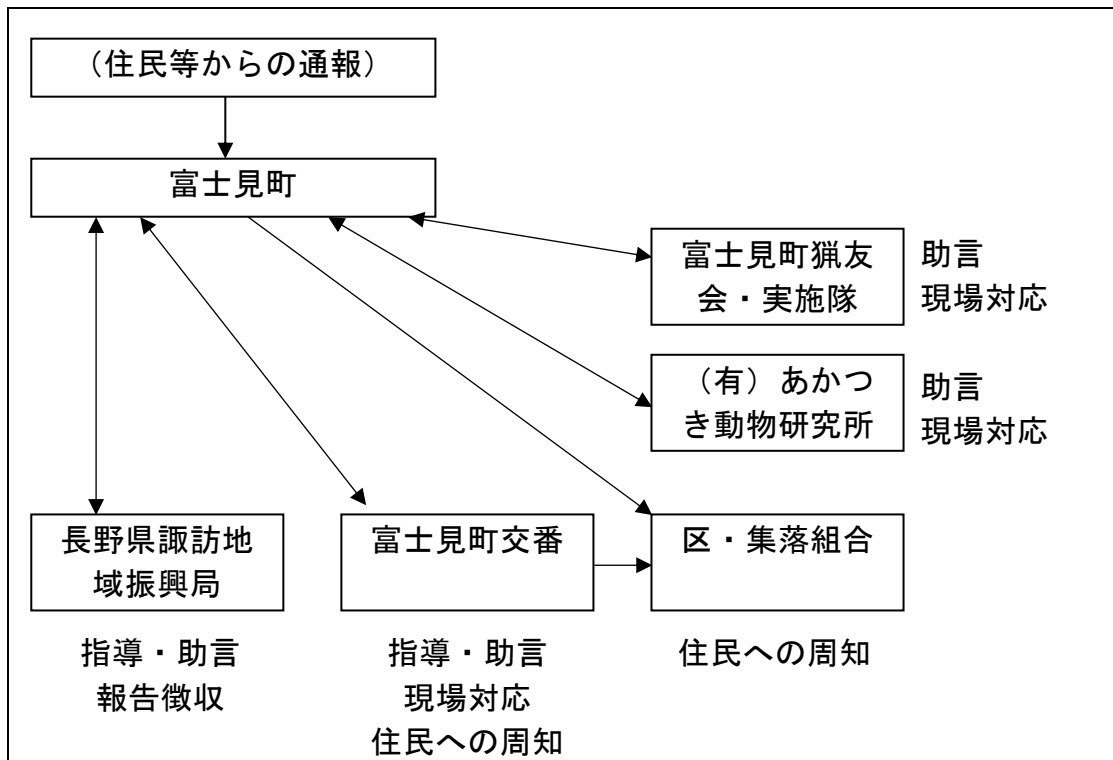 （住民等からの通報）
富士見町
富士見町猟友
会・実施隊
助言
現場対応
（有）あかつ
き動物研究所
助言
現場対応
長野県諏訪地
域振興局
富士見町交番
区・集落組合
指導・助言
報告徴収
指導・助言
現場対応
住民への周知
住民への周知